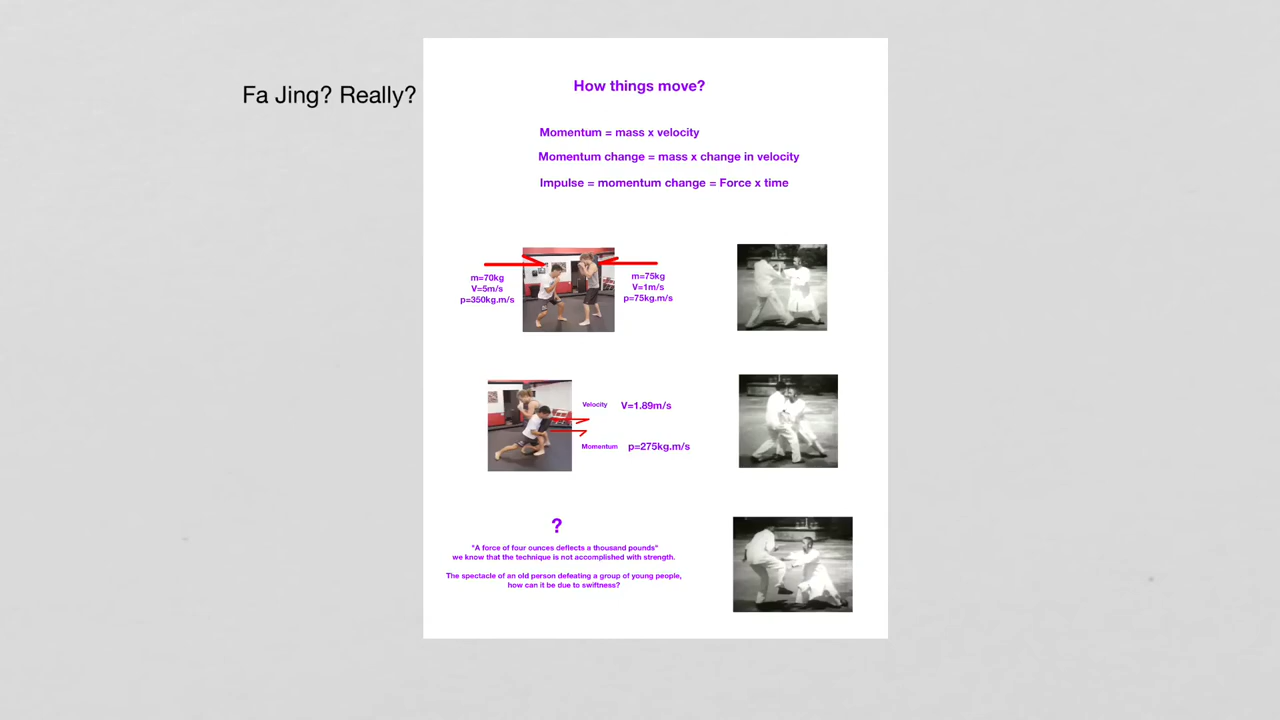 Fa Jing? Really?
How things move?
Momentum = mass x velocity
Momentum change = mass x change in velocity
Impulse = momentum change = Force x time
m=70kg
V=5m/s
p=350kg.m/s
m=75kg
V=1m/s
p=75kg.m/s
Velocity V=1.89m/s
Momentum p=275kg.m/s
?
"A force of four ounces deflects a thousand pounds"
we know that the technique is not accomplished with strength.
The spectacle of an old person defeating a group of young people,
how can it be due to swiftness?